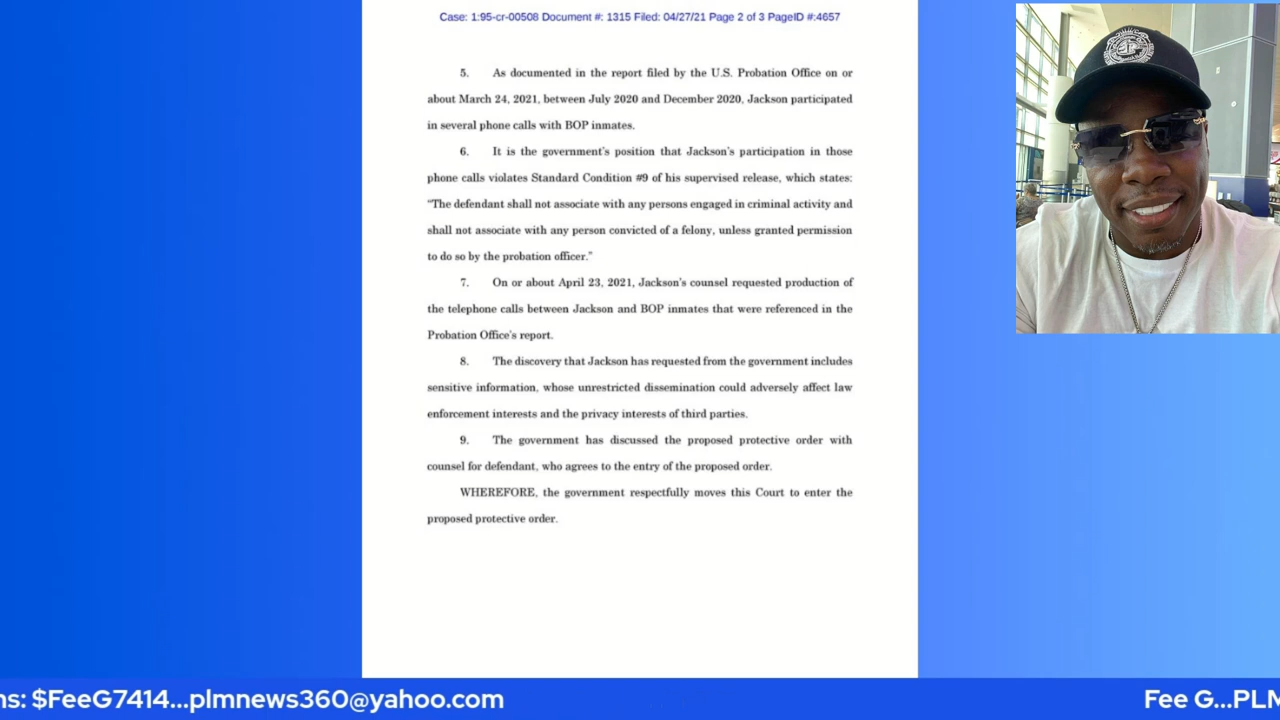 Case: 1:95-cr-00508 Document #: 1315 Filed: 04/27/21 Page 2 of 3 PageID #:4657
5. As documented in the report filed by the U.S. Probation Office on or
about March 24, 2021, between July 2020 and December 2020, Jackson participated
in several phone calls with BOP inmates.
6. It is the government's position that Jackson's participation in those
phone calls violates Standard Condition #9 of his supervised release, which states:
"The defendant shall not associate with any persons engaged in criminal activity and
shall not associate with any person convicted of a felony, unless granted permission
to do so by the probation officer."
7. On or about April 23, 2021, Jackson's counsel requested production of
the telephone calls between Jackson and BOP inmates that were referenced in the
Probation Office's report.
8. The discovery that Jackson has requested from the government includes
sensitive information, whose unrestricted dissemination could adversely affect law
enforcement interests and the privacy interests of third parties.
9. The government has discussed the proposed protective order with
counsel for defendant, who agrees to the entry of the proposed order.
WHEREFORE, the government respectfully moves this Court to enter the
proposed protective order.
ns: $FeeG7414...plmnews360@yahoo.com Fee G...PLM